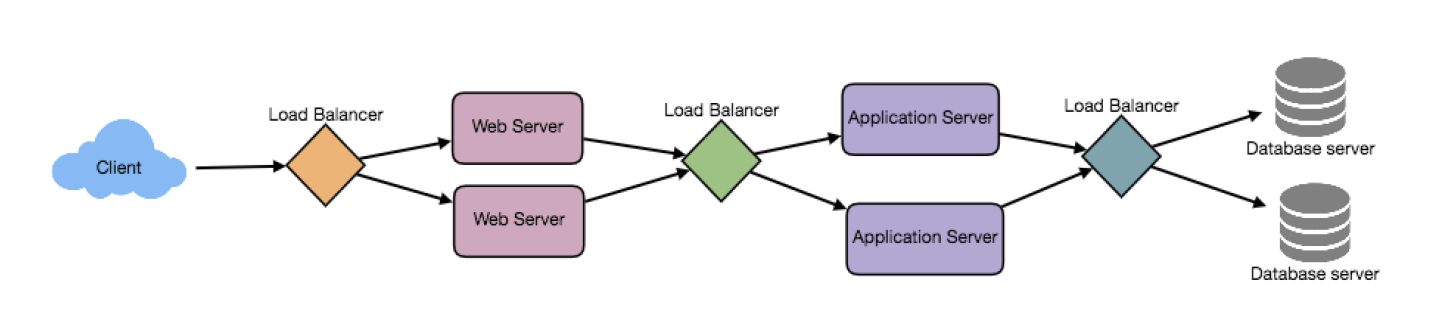 Client
Load Balancer
Web Server
Web Server
Load Balancer
Application Server
Application Server
Load Balancer
Database server
Database server